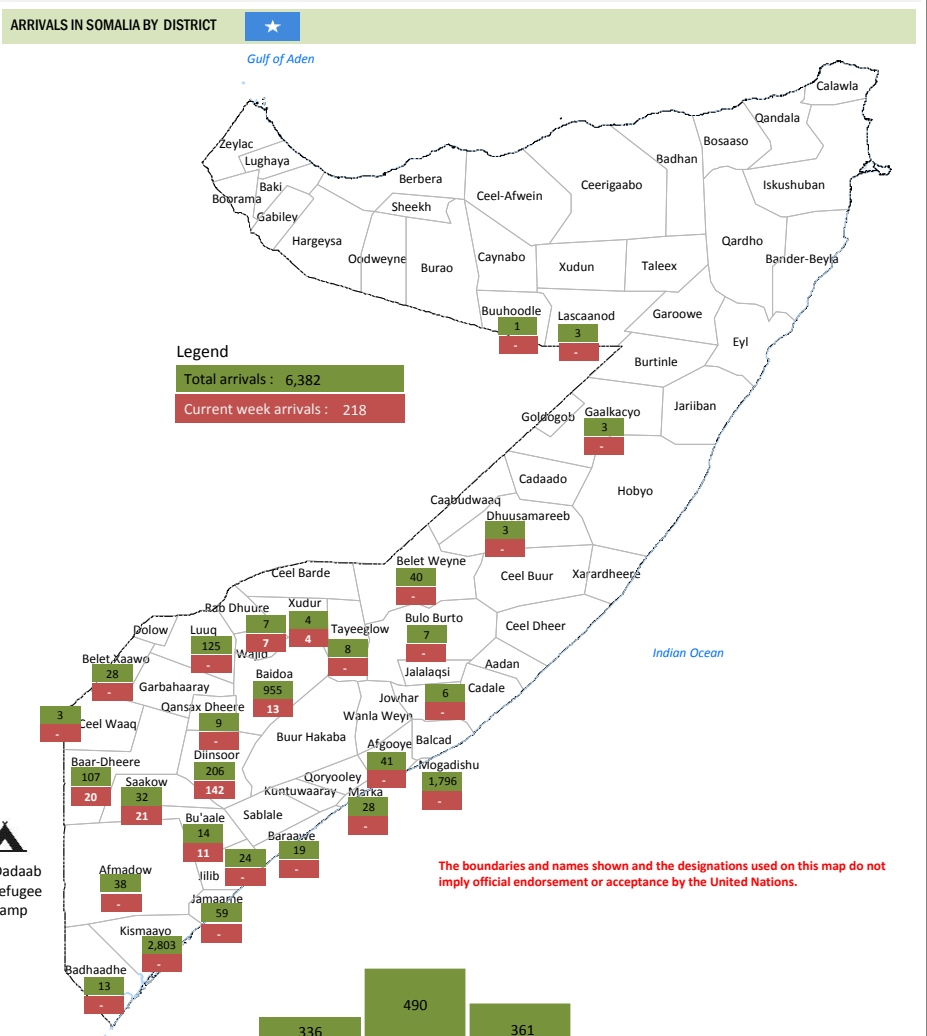 ARRIVALS IN SOMALIA BY DISTRICT
Gulf of Aden
Calawla
Qandala
Bosaaso
Zeylac
Badhan
Lughaya
Berbera
Ceerigaabo
Iskushuban
Baki
Ceel-Afwein
Boorama
Sheekh
Gabiley
Hargeysa
Qardho
Oodweyne
Caynabo
Bander-Beyla
Burao
Xudun
Taleex
Buuhoodle
1
-
Lascaanod
3
-
Garoowe
Eyl
Legend
Total arrivals : 6,382
Current week arrivals : 218
Burtinle
Jariiban
Goldogob
Gaalkacyo
3
-
Cadaado
Hobyo
Caabudwaaq
Dhuusamareeb
3
-
Belet Weyne
40
-
Ceel Barde
Ceel Buur
Xarardheere
Rab Dhuure
7
7
Xudur
4
4
Tayeeglow
8
-
Bulo Burto
7
-
Ceel Dheer
Dolow
Luuq
125
-
Wajid
Indian Ocean
Belet Xaawo
28
-
Garbahaaray
Baidoa
955
13
Jalalaqsi
Aadan
Cadale
Jowhar
6
-
Qansax Dheere
9
-
Wanla Weyn
3
-
Ceel Waaq
Buur Hakaba
Afgooye
41
-
Balcad
Diinsoor
206
142
Baar-Dheere
107
20
Mogadishu
1,796
-
Saakow
32
21
Qoryooley
Kuntuwaaray
Marka
28
-
Bu'aale
14
11
Sablale
Baraawe
19
-
24
-
Jilib
Dadaab
efugee
amp
Afmadow
38
-
The boundaries and names shown and the designations used on this map do not
imply official endorsement or acceptance by the United Nations.
Jamaame
59
-
Kismaayo
2,803
-
Badhaadhe
13
-
490
336
361